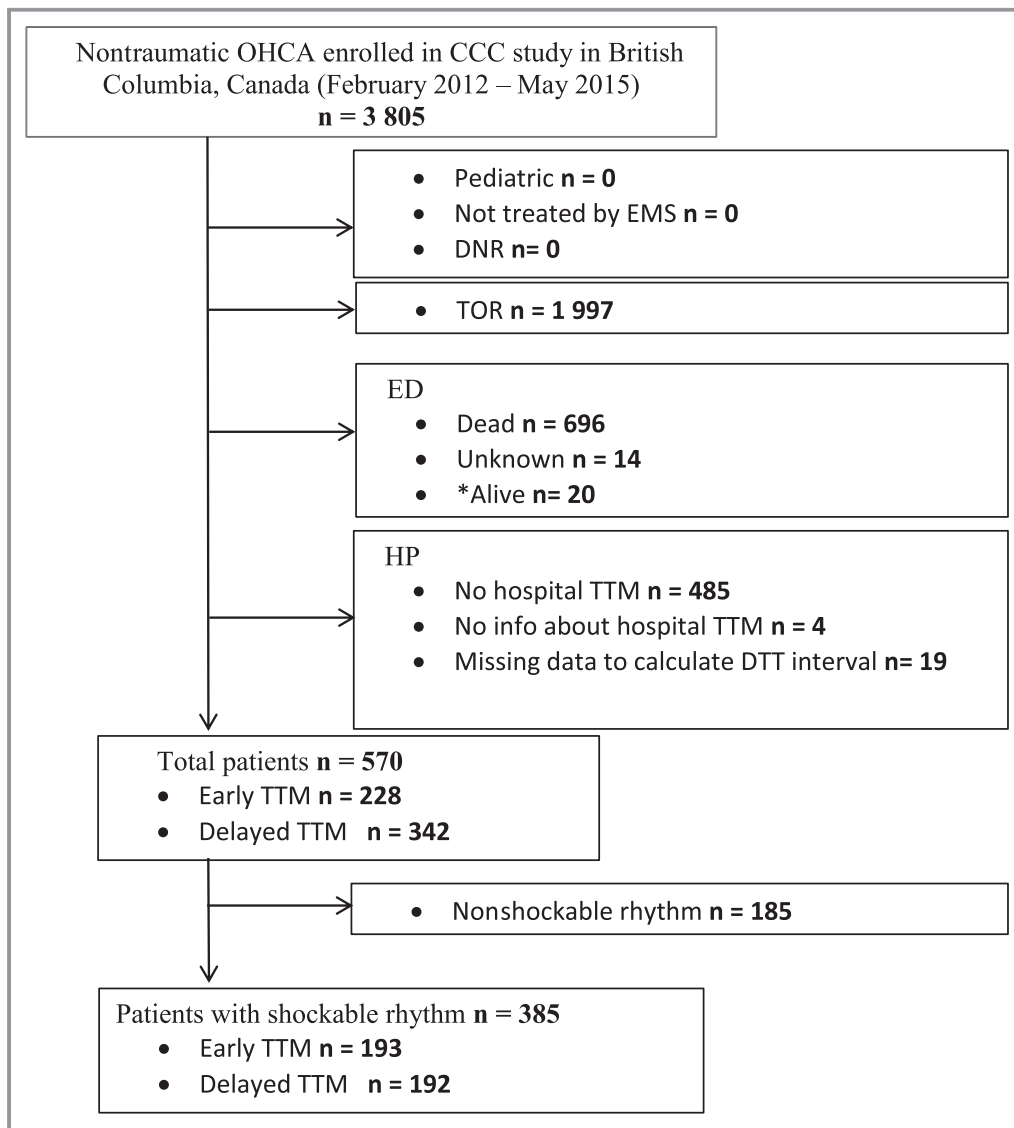 Nontraumatic OHCA enrolled in CCC study in British
Columbia, Canada (February 2012 – May 2015)
n = 3 805
• Pediatric n = 0
• Not treated by EMS n = 0
• DNR n= 0
• TOR n = 1 997
ED
• Dead n = 696
• Unknown n = 14
• *Alive n= 20
HP
• No hospital TTM n = 485
• No info about hospital TTM n = 4
• Missing data to calculate DTT interval n= 19
Total patients n = 570
• Early TTM n = 228
• Delayed TTM n = 342
• Nonshockable rhythm n = 185
Patients with shockable rhythm n = 385
• Early TTM n = 193
• Delayed TTM n = 192